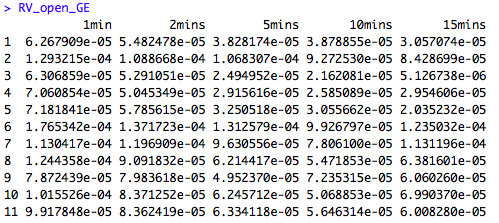 > RV_open_GE
1min 2mins 5mins 10mins 15mins
1 6.267909e-05 5.482478e-05 3.828174e-05 3.878855e-05 3.057074e-05
2 1.293215e-04 1.088668e-04 1.068307e-04 9.272530e-05 8.428699e-05
3 6.306859e-05 5.291051e-05 2.494952e-05 2.162081e-05 5.126738e-06
4 7.060854e-05 5.045349e-05 2.915616e-05 2.585089e-05 2.954606e-05
5 7.181841e-05 5.785615e-05 3.250518e-05 3.055662e-05 2.035232e-05
6 1.765342e-04 1.371723e-04 1.312579e-04 9.926797e-05 1.235032e-04
7 1.130417e-04 1.196909e-04 9.630556e-05 7.806100e-05 1.131196e-04
8 1.244358e-04 9.091832e-05 6.214417e-05 5.471853e-05 6.381601e-05
9 7.872439e-05 7.983618e-05 4.952370e-05 7.235315e-05 6.060260e-05
10 1.015526e-04 8.371252e-05 6.245712e-05 5.068853e-05 6.990370e-05
11 9.917848e-05 8.362419e-05 6.334118e-05 5.646314e-05 6.000280e-05